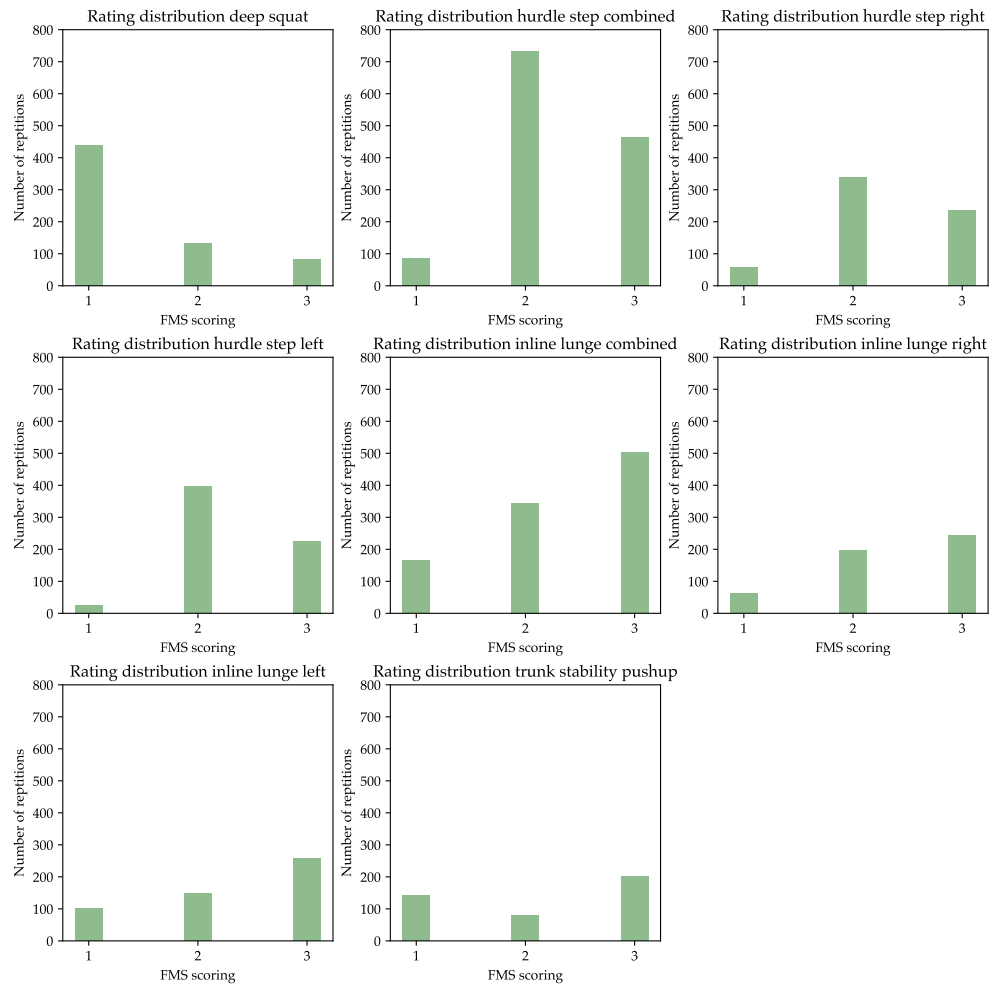 Rating distribution deep squat
800
700
600
500
400
300
200
100
0
Number of reptitions
1 2 3
FMS scoring
Rating distribution hurdle step combined
800
700
600
500
400
300
200
100
0
Number of reptitions
1 2 3
FMS scoring
Rating distribution hurdle step right
800
700
600
500
400
300
200
100
0
Number of reptitions
1 2 3
FMS scoring
Rating distribution hurdle step left
800
700
600
500
400
300
200
100
0
Number of reptitions
1 2 3
FMS scoring
Rating distribution inline lunge combined
800
700
600
500
400
300
200
100
0
Number of reptitions
1 2 3
FMS scoring
Rating distribution inline lunge right
800
700
600
500
400
300
200
100
0
Number of reptitions
1 2 3
FMS scoring
Rating distribution inline lunge left
800
700
600
500
400
300
200
100
0
Number of reptitions
1 2 3
FMS scoring
Rating distribution trunk stability pushup
800
700
600
500
400
300
200
100
0
Number of reptitions
1 2 3
FMS scoring